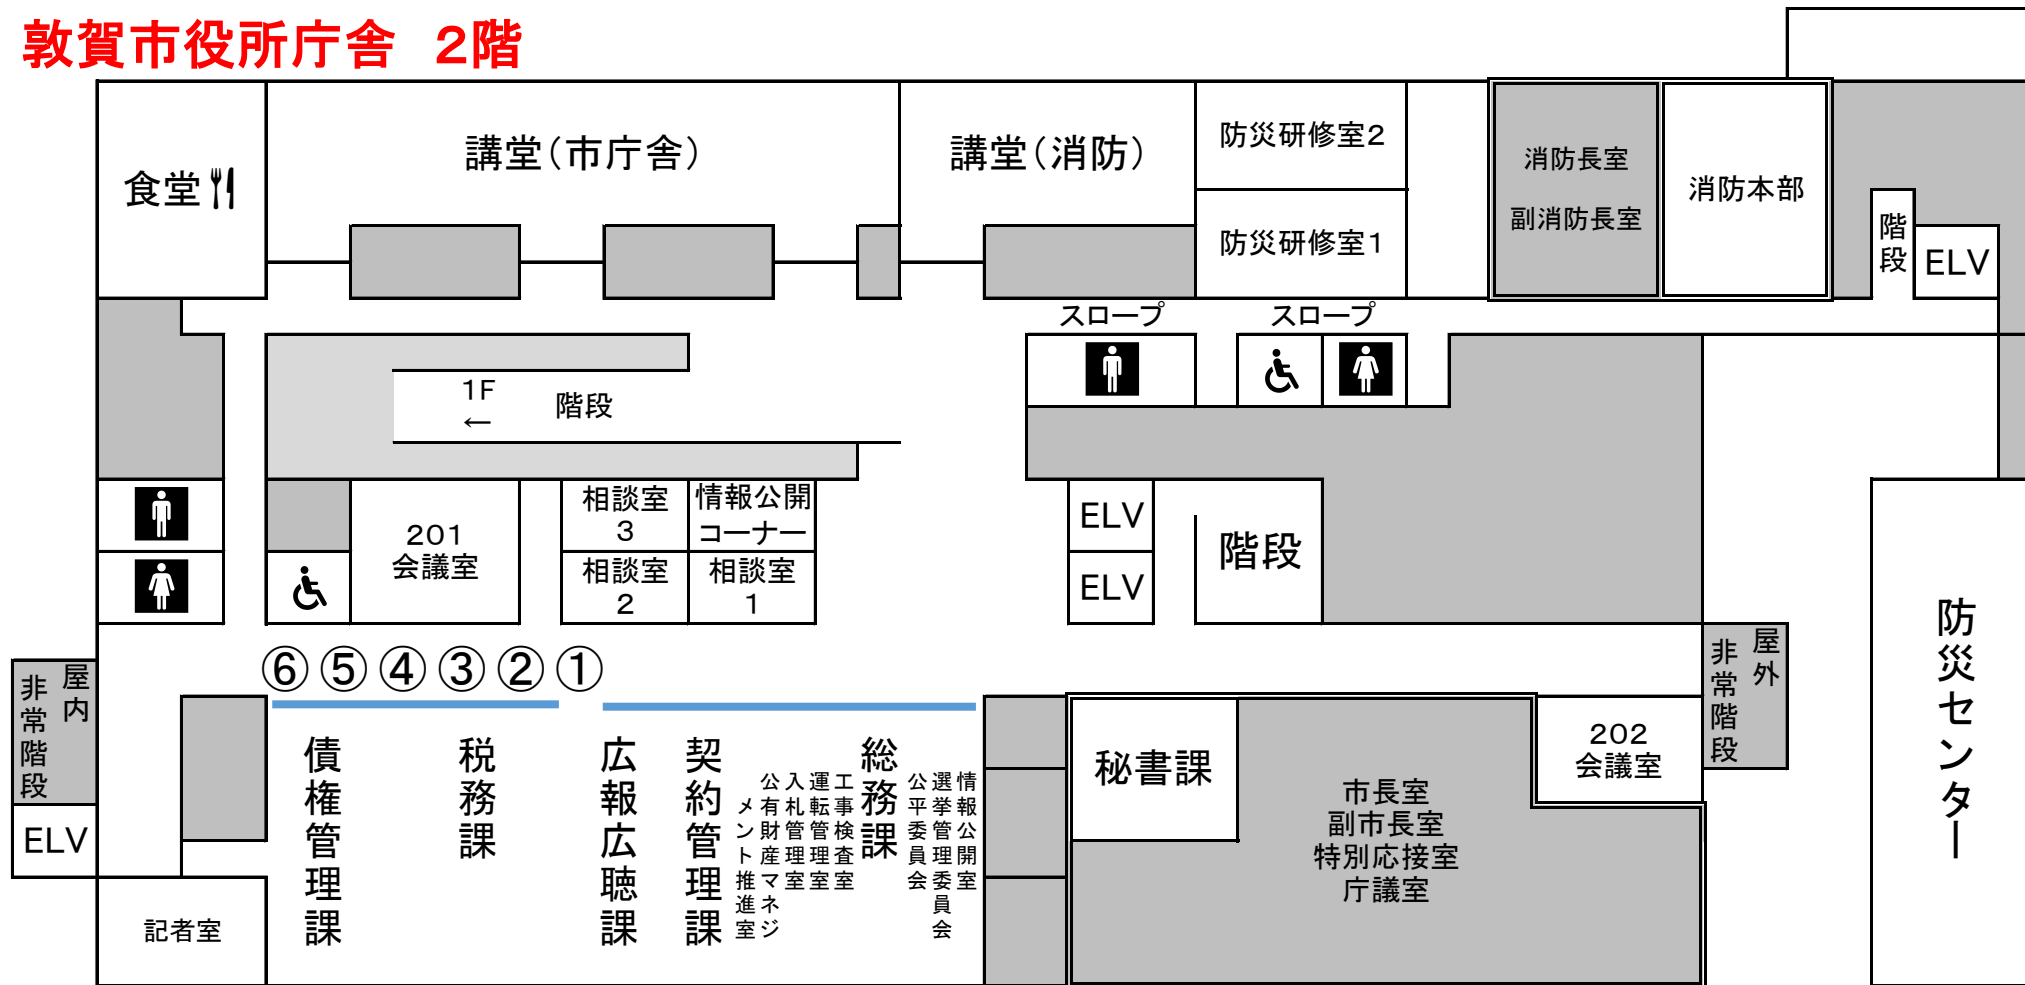 敦賀市役所庁舎　2階
食堂
講堂（市庁舎）
講堂（消防）
防災研修室2
防災研修室1
消防長室
副消防長室
消防本部
階段
ELV
スロープ
スロープ
1F
←
階段
201
会議室
相談室
3
情報公開
コーナー
相談室
2
相談室
1
ELV
ELV
階段
⑥⑤④③②①
屋内
非常階段
ELV
記者室
債権管理課
税務課
広報広聴課
契約管理課
公有財産マネジ
メント推進室
入札管理室
運転管理室
工事検査室
総務課
公平委員会
選挙管理委員会
情報公開室
秘書課
市長室
副市長室
特別応接室
庁議室
202
会議室
屋外
非常階段
防災センター